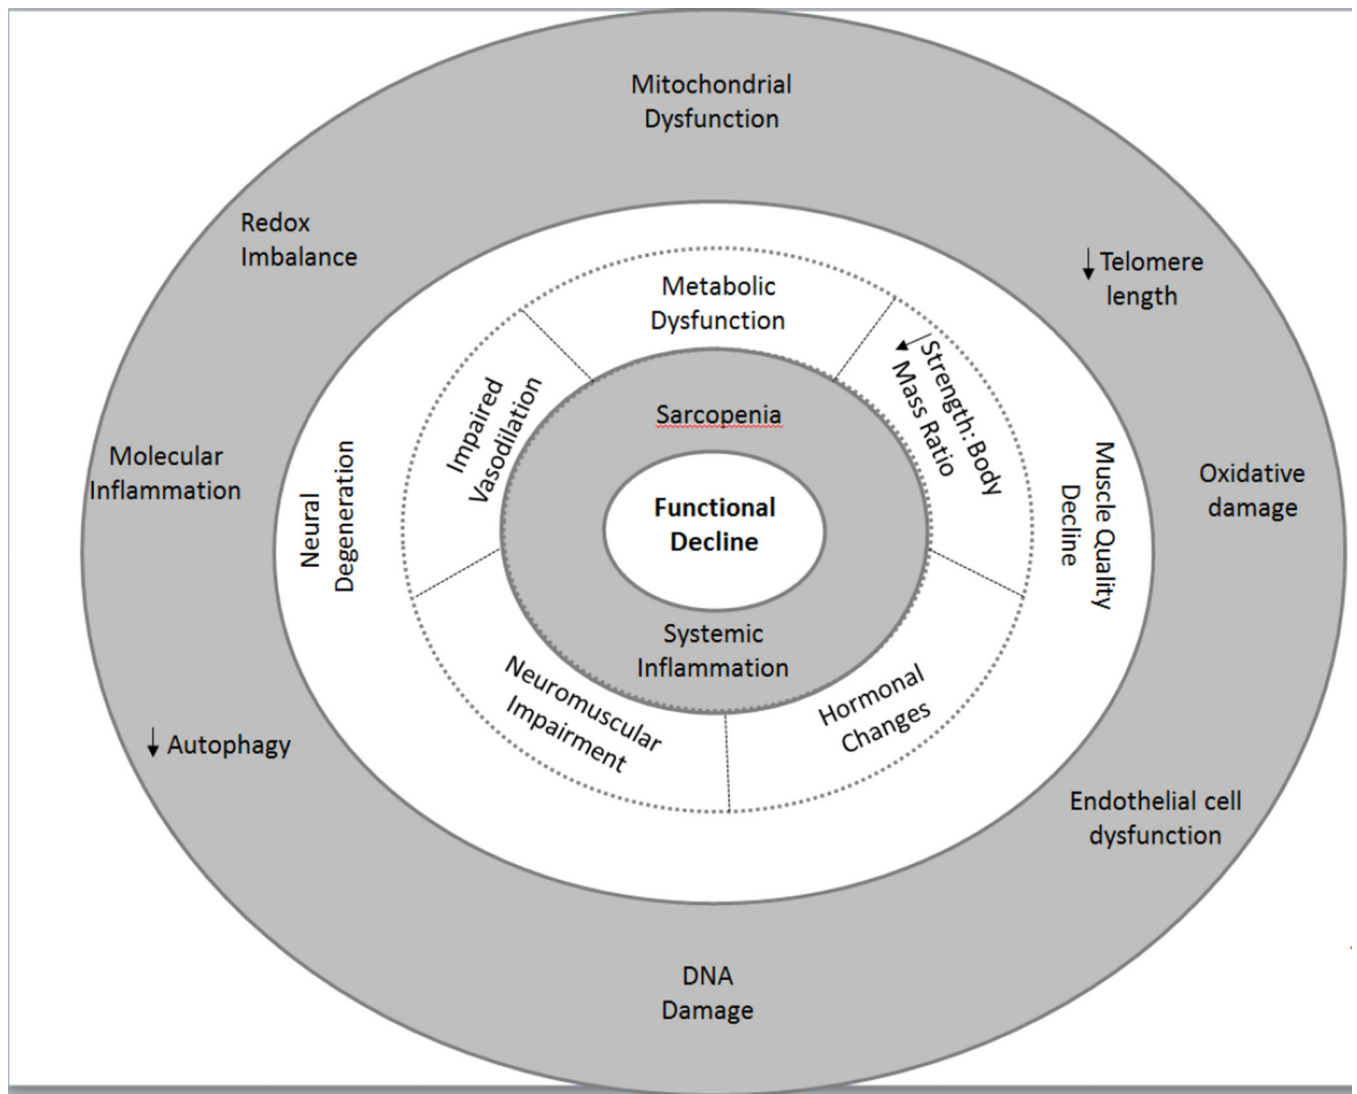 Mitochondrial
Dysfunction
Redox
Imbalance
↓ Telomere
length
Metabolic
Dysfunction
↓ Strength: Body
Mass Ratio
Impaired
Vasodilation
Sarcopenia
Molecular
Inflammation
Neural
Degeneration
Functional
Decline
Muscle Quality
Decline
Oxidative
damage
Systemic
Inflammation
Neuromuscular
Impairment
Hormonal
Changes
↓ Autophagy
Endothelial cell
dysfunction
DNA
Damage